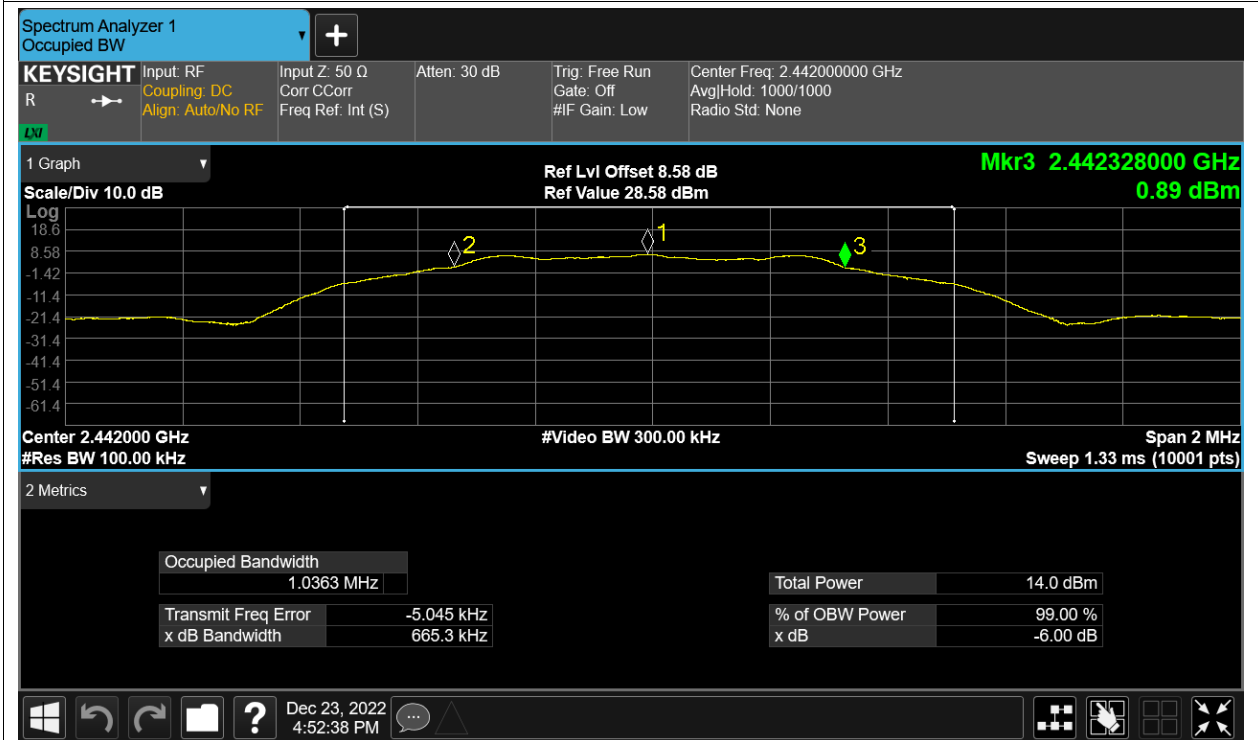 Spectrum Analyzer 1
Occupied BW
KEYSIGHT
R
LXI
Input: RF
Coupling: DC
Align: Auto/No RF
Input Z: 50 Ω
Corr CCorr
Freq Ref: Int (S)
Atten: 30 dB
Trig: Free Run
Gate: Off
#IF Gain: Low
Center Freq: 2.442000000 GHz
Avg|Hold: 1000/1000
Radio Std: None
1 Graph
Scale/Div 10.0 dB
Ref Lvl Offset 8.58 dB
Ref Value 28.58 dBm
Mkr3 2.442328000 GHz
0.89 dBm
Log
18.6
8.58
-1.42
-11.4
-21.4
-31.4
-41.4
-51.4
-61.4
2
1
3
Center 2.442000 GHz
#Res BW 100.00 kHz
#Video BW 300.00 kHz
Span 2 MHz
Sweep 1.33 ms (10001 pts)
2 Metrics
Occupied Bandwidth
1.0363 MHz
Transmit Freq Error -5.045 kHz
x dB Bandwidth 665.3 kHz
Total Power 14.0 dBm
% of OBW Power 99.00 %
x dB -6.00 dB
?
Dec 23, 2022
4:52:38 PM